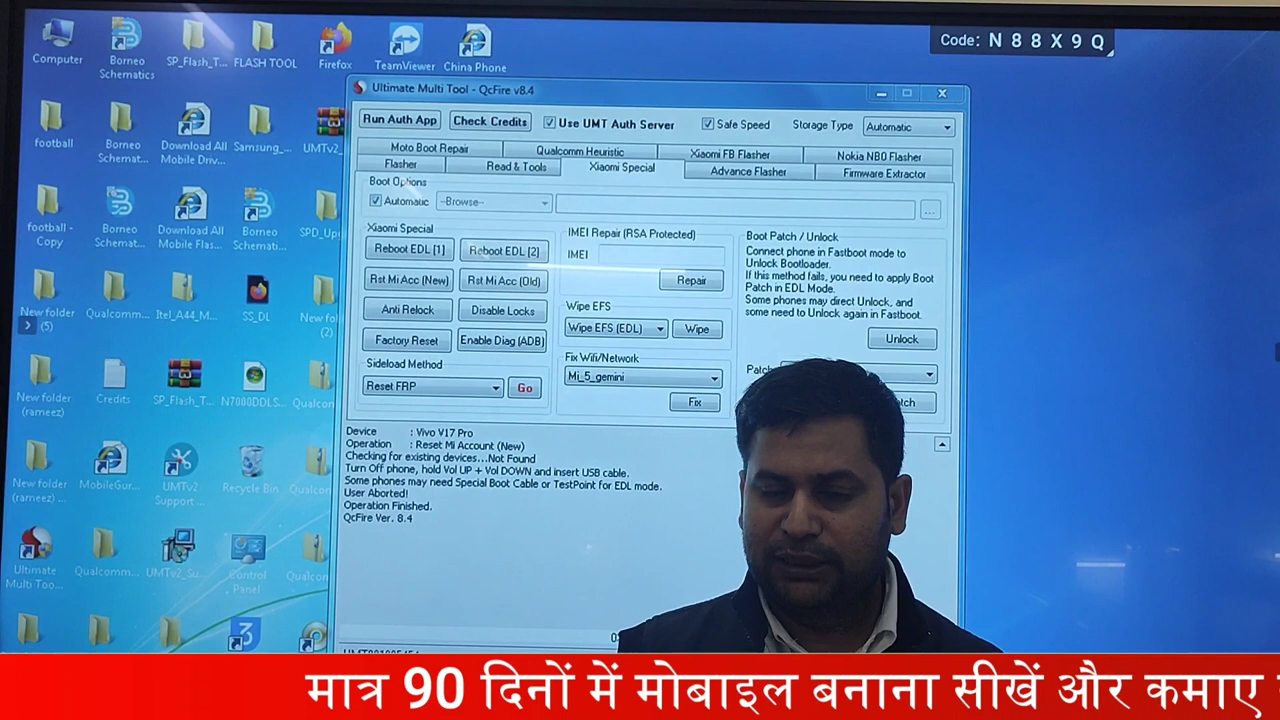 Code: N 8 8 X 9 Q
Computer
Borneo Schematics
SP_Flash_T...
FLASH TOOL
Firefox
TeamViewer
China Phone
football
Borneo Schemat...
Download All Mobile Driv...
Samsung_...
UMTv2_
football - Copy
Borneo Schemat...
Download All Mobile Flas...
Borneo Schemati...
SPD_Upg
New folder (5)
Qualcomm...
Itel_A44_M...
SS_DL
New fol (2)
New folder (rameez)
Credits
SP_Flash_T...
N7000DDLS...
Qualcon
New folder (rameez) ...
MobileGur...
UMTv2 Support ...
Recycle Bin
Qualcon
Ultimate Multi Too...
Qualcomm...
UMTv2_Su...
Control Panel
Qualcon
Ultimate Multi Tool - QcFire v8.4
Run Auth App
Check Credits
Use UMT Auth Server
Safe Speed
Storage Type
Automatic
Moto Boot Repair
Qualcomm Heuristic
Xiaomi FB Flasher
Nokia NB0 Flasher
Flasher
Read & Tools
Xiaomi Special
Advance Flasher
Firmware Extractor
Boot Options
Automatic
--Browse--
...
Xiaomi Special
Reboot EDL [1]
Reboot EDL [2]
Rst Mi Acc (New)
Rst Mi Acc (Old)
Anti Relock
Disable Locks
Factory Reset
Enable Diag (ADB)
Sideload Method
Reset FRP
Go
IMEI Repair (RSA Protected)
IMEI
Repair
Wipe EFS
Wipe EFS (EDL)
Wipe
Fix Wifi/Network
Mi_5_gemini
Fix
Boot Patch / Unlock
Connect phone in Fastboot mode to
Unlock Bootloader.
If this method fails, you need to apply Boot
Patch in EDL Mode.
Some phones may direct Unlock, and
some need to Unlock again in Fastboot.
Unlock
Patch
Device : Vivo V17 Pro
Operation : Reset Mi Account (New)
Checking for existing devices...Not Found
Turn Off phone, hold Vol UP + Vol DOWN and insert USB cable.
Some phones may need Special Boot Cable or TestPoint for EDL mode.
User Aborted!
Operation Finished.
QcFire Ver. 8.4
मात्र 90 दिनों में मोबाइल बनाना सीखें और कमाए